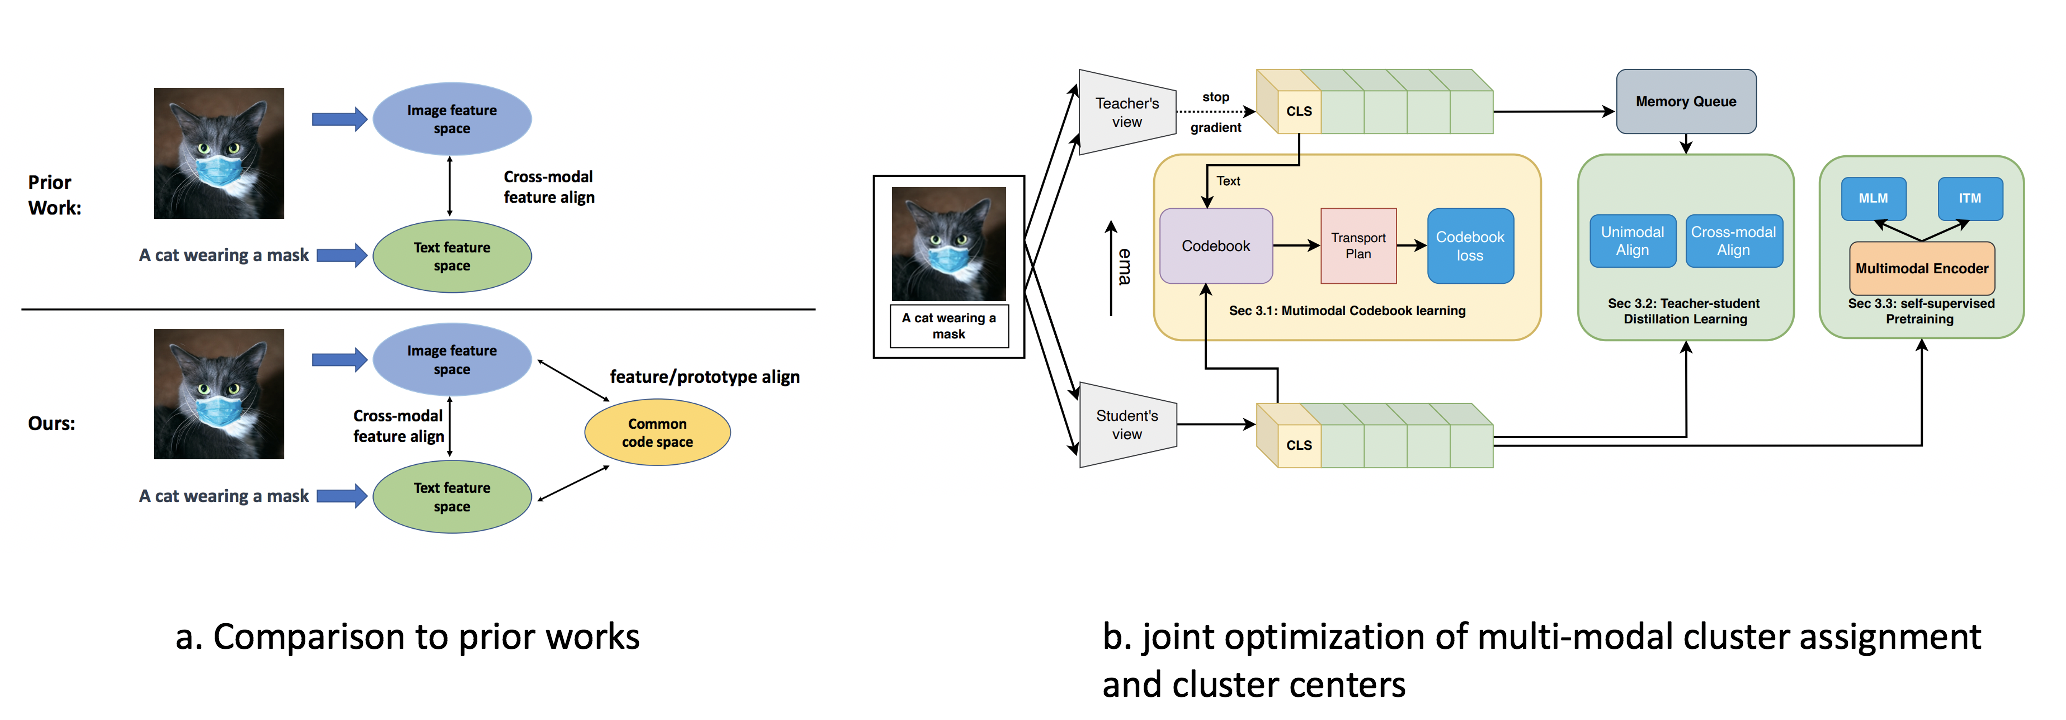 Prior
Work:
Image feature
space
Cross-modal
feature align
A cat wearing a mask
Text feature
space
Ours:
Image feature
space
feature/prototype align
Cross-modal
feature align
Common
code space
A cat wearing a mask
Text feature
space
a. Comparison to prior works
A cat wearing a
mask
Teacher's
view
stop
gradient
CLS
Memory Queue
Text
Codebook
Transport
Plan
Codebook
loss
ema
Sec 3.1: Mutimodal Codebook learning
Unimodal
Align
Cross-modal
Align
Sec 3.2: Teacher-student
Distillation Learning
MLM
ITM
Multimodal Encoder
Sec 3.3: self-supervised
Pretraining
Student's
view
CLS
b. joint optimization of multi-modal cluster assignment
and cluster centers